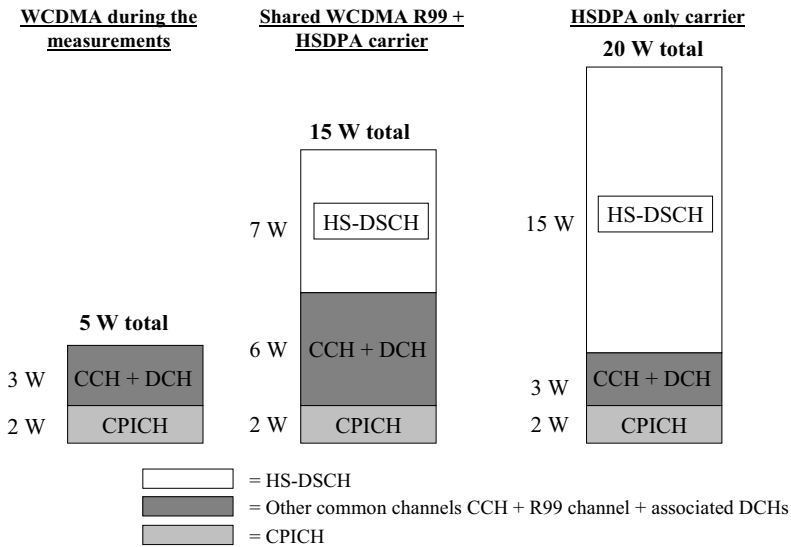 WCDMA during the
measurements
Shared WCDMA R99 +
HSDPA carrier
HSDPA only carrier
20 W total
15 W total
5 W total
7 W
HS-DSCH
15 W
HS-DSCH
3 W
CCH + DCH
6 W
CCH + DCH
3 W
CCH + DCH
2 W
CPICH
2 W
CPICH
2 W
CPICH
= HS-DSCH
= Other common channels CCH + R99 channel + associated DCHs
= CPICH